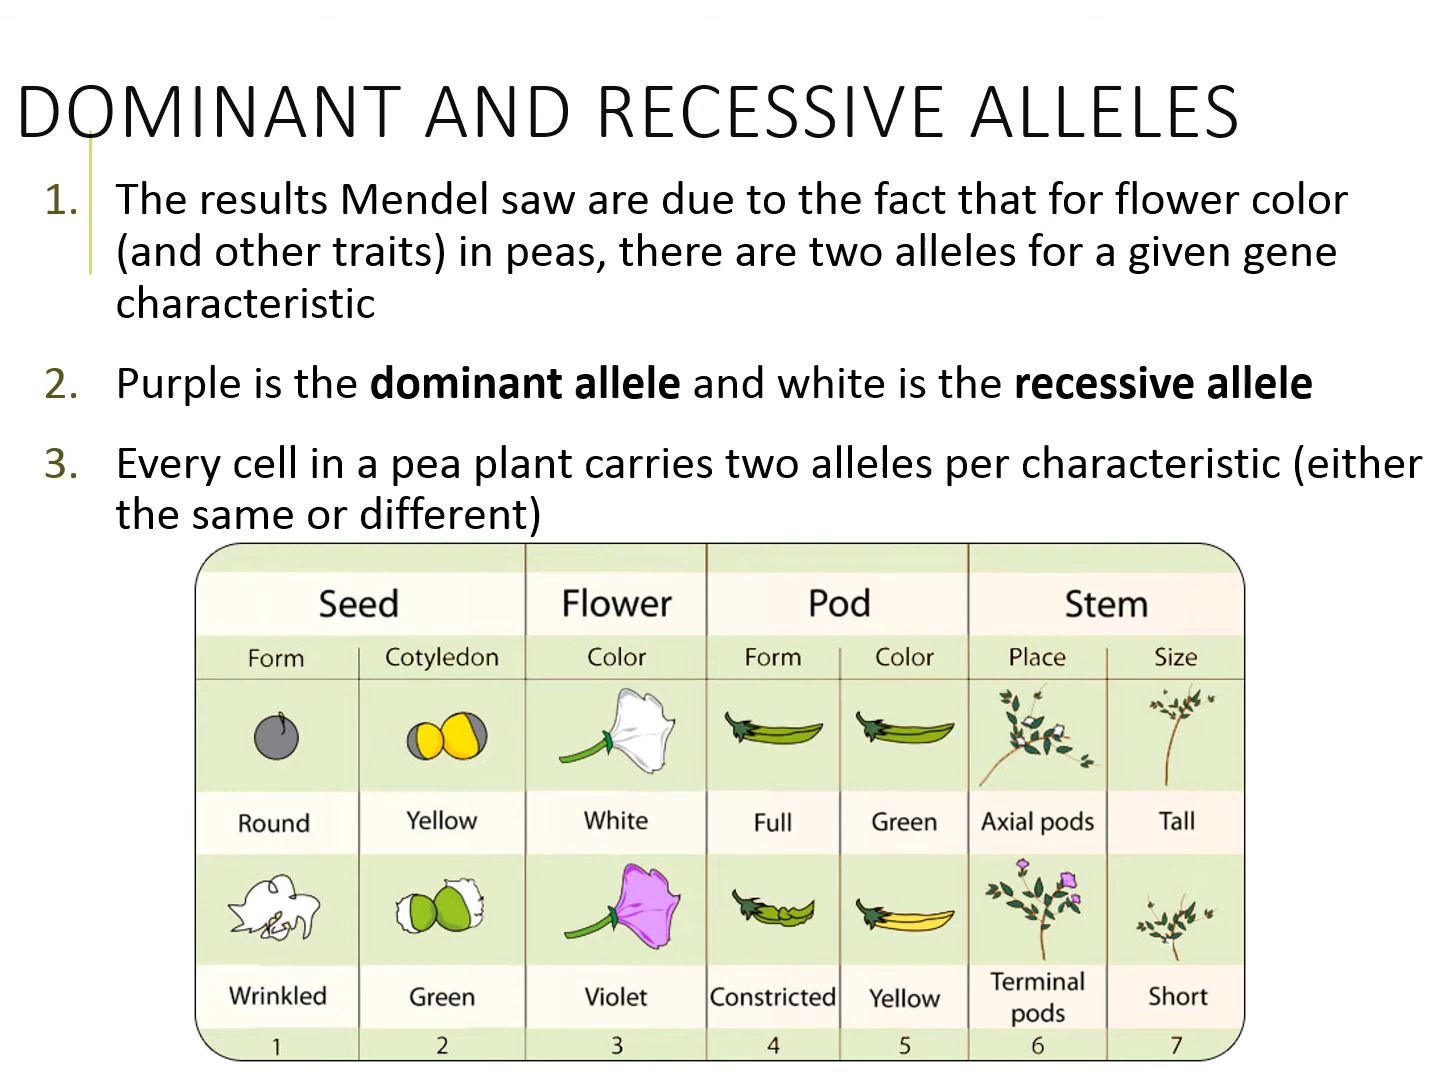 DOMINANT AND RECESSIVE ALLELES
1. The results Mendel saw are due to the fact that for flower color
(and other traits) in peas, there are two alleles for a given gene
characteristic
2. Purple is the dominant allele and white is the recessive allele
3. Every cell in a pea plant carries two alleles per characteristic (either
the same or different)
Seed Flower Pod Stem
Form Cotyledon Color Form Color Place Size
Round Yellow White Full Green Axial pods Tall
Wrinkled Green Violet Constricted Yellow Terminal pods Short
1 2 3 4 5 6 7